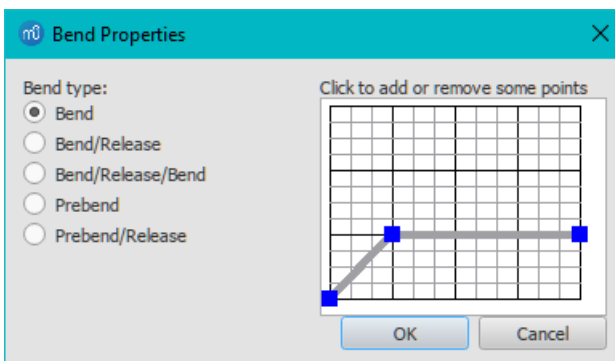 Bend Properties
Bend type:
Bend
Bend/Release
Bend/Release/Bend
Prebend
Prebend/Release
Click to add or remove some points
OK
Cancel